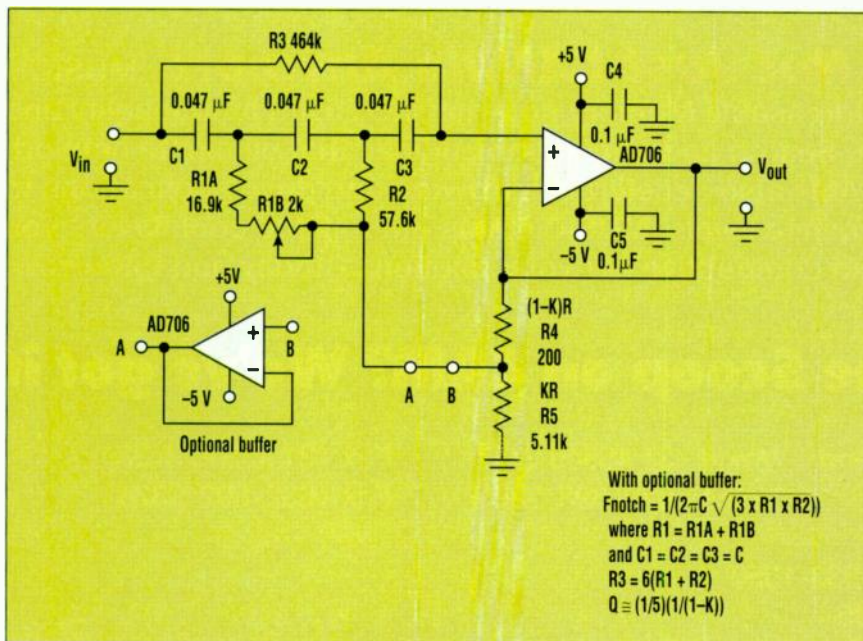 R3 464k
0.047 μF
0.047 μF
0.047 μF
C1
C2
C3
Vin
R1A
16.9k
R1B 2k
R2
57.6k
+5 V
C4
0.1 μF
AD706
+
−
Vout
C5
−5 V
0.1μF
(1–K)R
R4
200
+5V
AD706
A
+
B
−
−5 V
Optional buffer
A
B
KR
R5
5.11k
With optional buffer:
Fnotch = 1/(2πC √(3 x R1 x R2))
where R1 = R1A + R1B
and C1 = C2 = C3 = C
R3 = 6(R1 + R2)
Q ≅ (1/5)(1/(1–K))